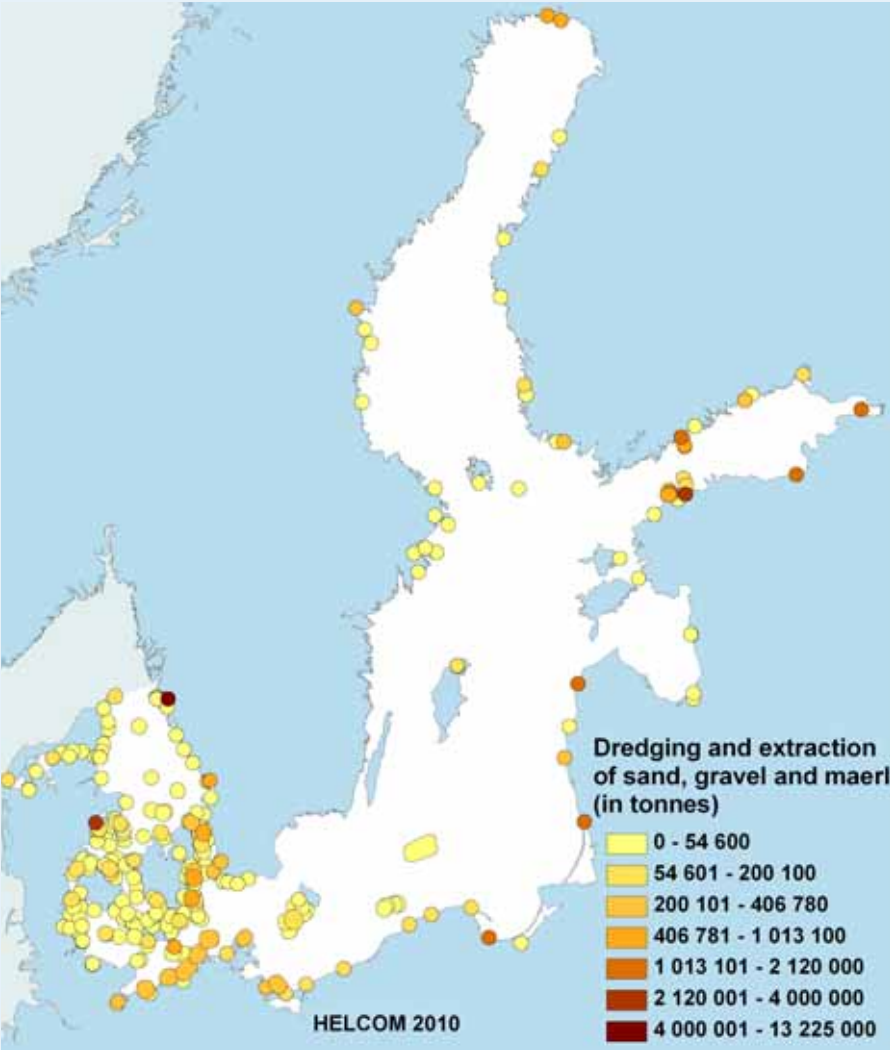 Dredging and extraction
of sand, gravel and maerl
(in tonnes)
0 - 54 600
54 601 - 200 100
200 101 - 406 780
406 781 - 1 013 100
1 013 101 - 2 120 000
2 120 001 - 4 000 000
4 000 001 - 13 225 000
HELCOM 2010